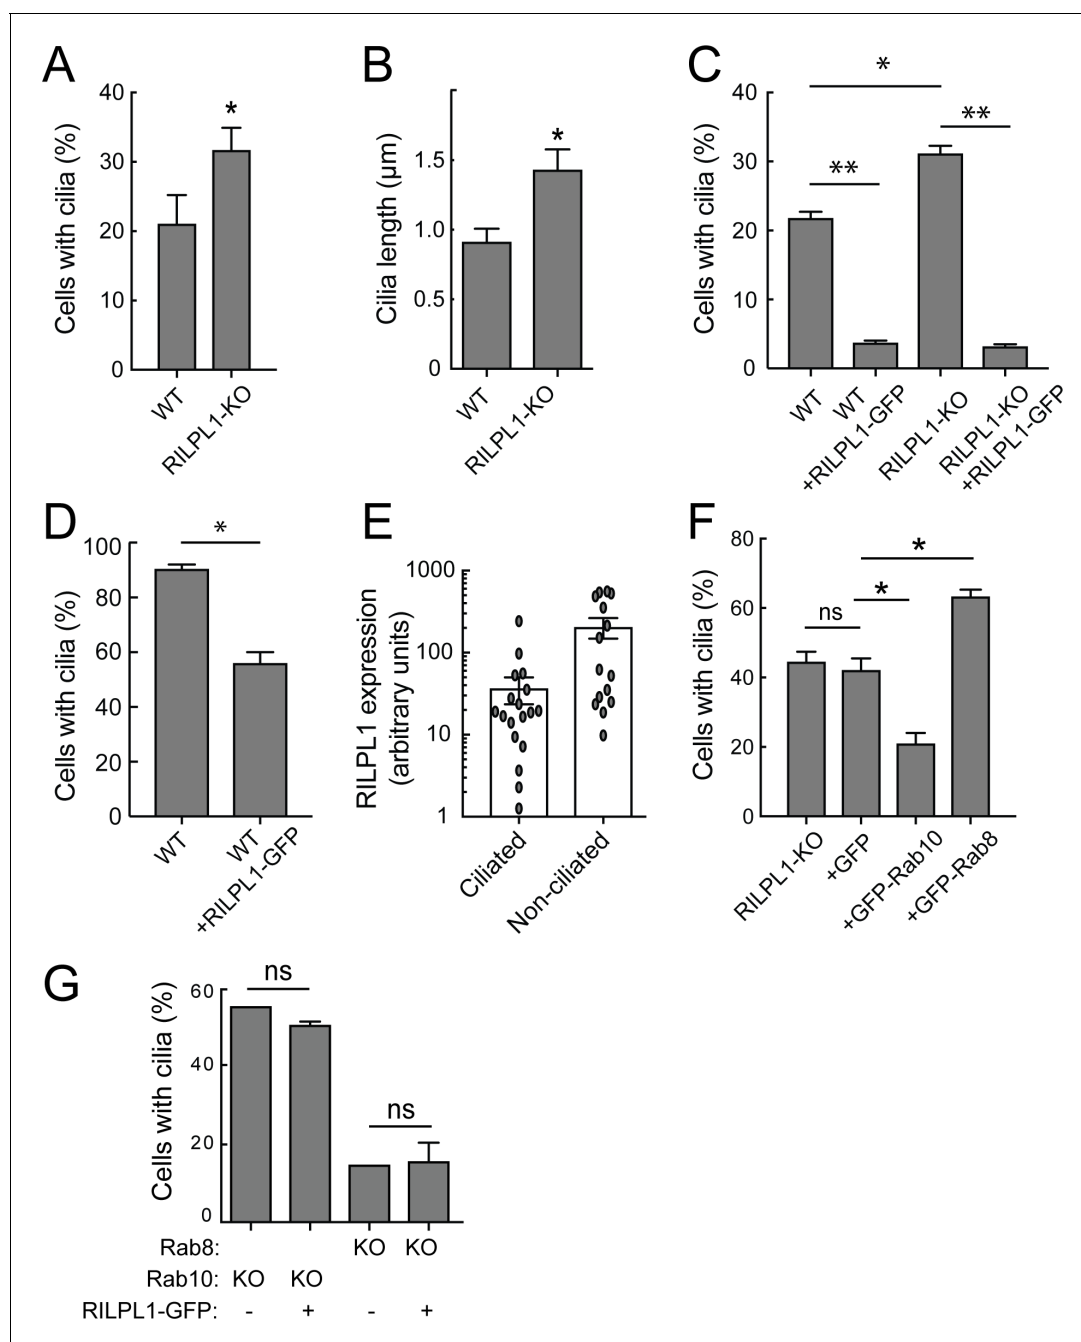 A
Cells with cilia (%)
40
30
20
10
0
*
WT
RILPL1-KO
B
Cilia length (μm)
1.5
1.0
0.5
0
*
WT
RILPL1-KO
C
Cells with cilia (%)
40
30
20
10
0
*
**
**
WT
WT
+RILPL1-GFP
RILPL1-KO
RILPL1-KO
+RILPL1-GFP
D
Cells with cilia (%)
100
80
60
40
20
0
*
WT
WT
+RILPL1-GFP
E
RILPL1 expression
(arbitrary units)
1000
100
10
1
Ciliated
Non-ciliated
F
Cells with cilia (%)
80
60
40
20
0
ns
*
*
RILPL1-KO
+GFP
+GFP-Rab10
+GFP-Rab8
G
Cells with cilia (%)
60
40
20
0
ns
ns
Rab8: KO KO
Rab10: KO KO
RILPL1-GFP: - + - +